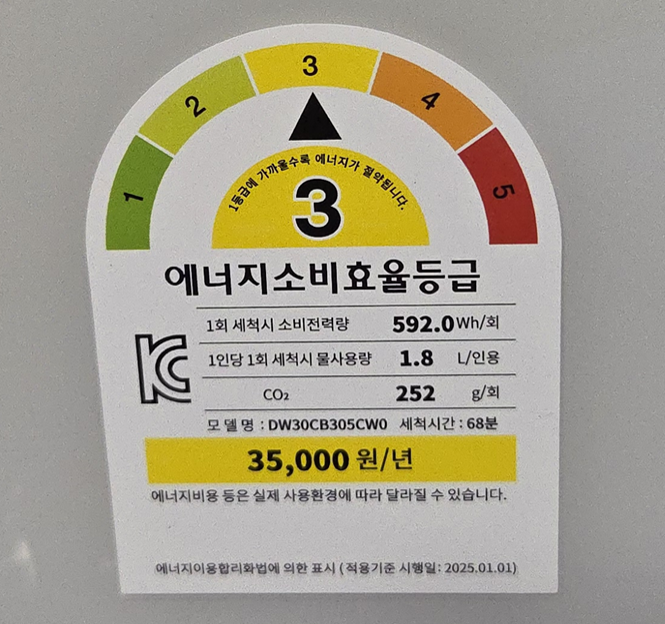 1
2
3
4
5
1등급에 가까울수록 에너지가 절약됩니다.
3
에너지소비효율등급
1회 세척시 소비전력량 592.0Wh/회
1인당 1회 세척시 물사용량 1.8 L/인용
CO₂ 252 g/회
모 델 명 : DW30CB305CW0 세척시간 : 68분
35,000 원/년
에너지비용 등은 실제 사용환경에 따라 달라질 수 있습니다.
에너지이용합리화법에 의한 표시 ( 적용기준 시행일: 2025.01.01)